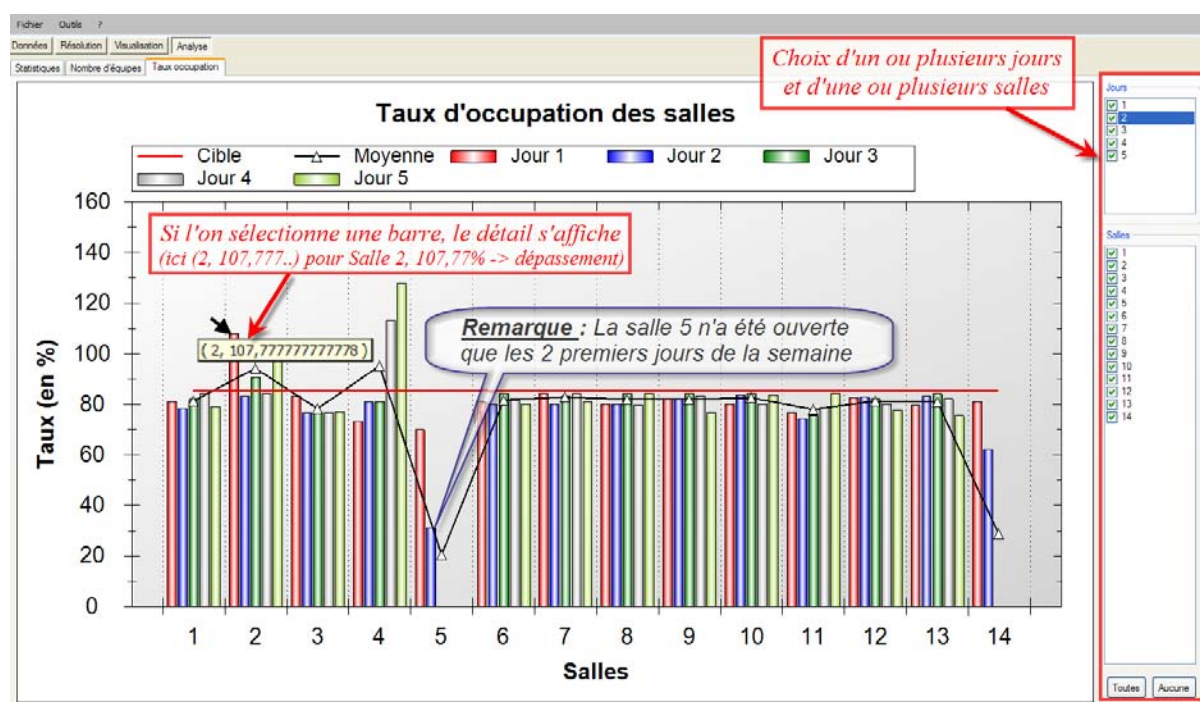 Fichier Outils ?
Données Résolution Visualisation Analyse
Statistiques Nombre d'équipes Taux occupation
Choix d'un ou plusieurs jours
et d'une ou plusieurs salles
Taux d'occupation des salles
Cible Moyenne Jour 1 Jour 2 Jour 3
Jour 4 Jour 5
Si l'on sélectionne une barre, le détail s'affiche
(ici (2, 107,777..) pour Salle 2, 107,77% -> dépassement)
Remarque : La salle 5 n'a été ouverte
que les 2 premiers jours de la semaine
( 2, 107,777777777778 )
Taux (en %)
160
140
120
100
80
60
40
20
0
1 2 3 4 5 6 7 8 9 10 11 12 13 14
Salles
Jours
1
2
3
4
5
Salles
1
2
3
4
5
6
7
8
9
10
11
12
13
14
Toutes Aucune